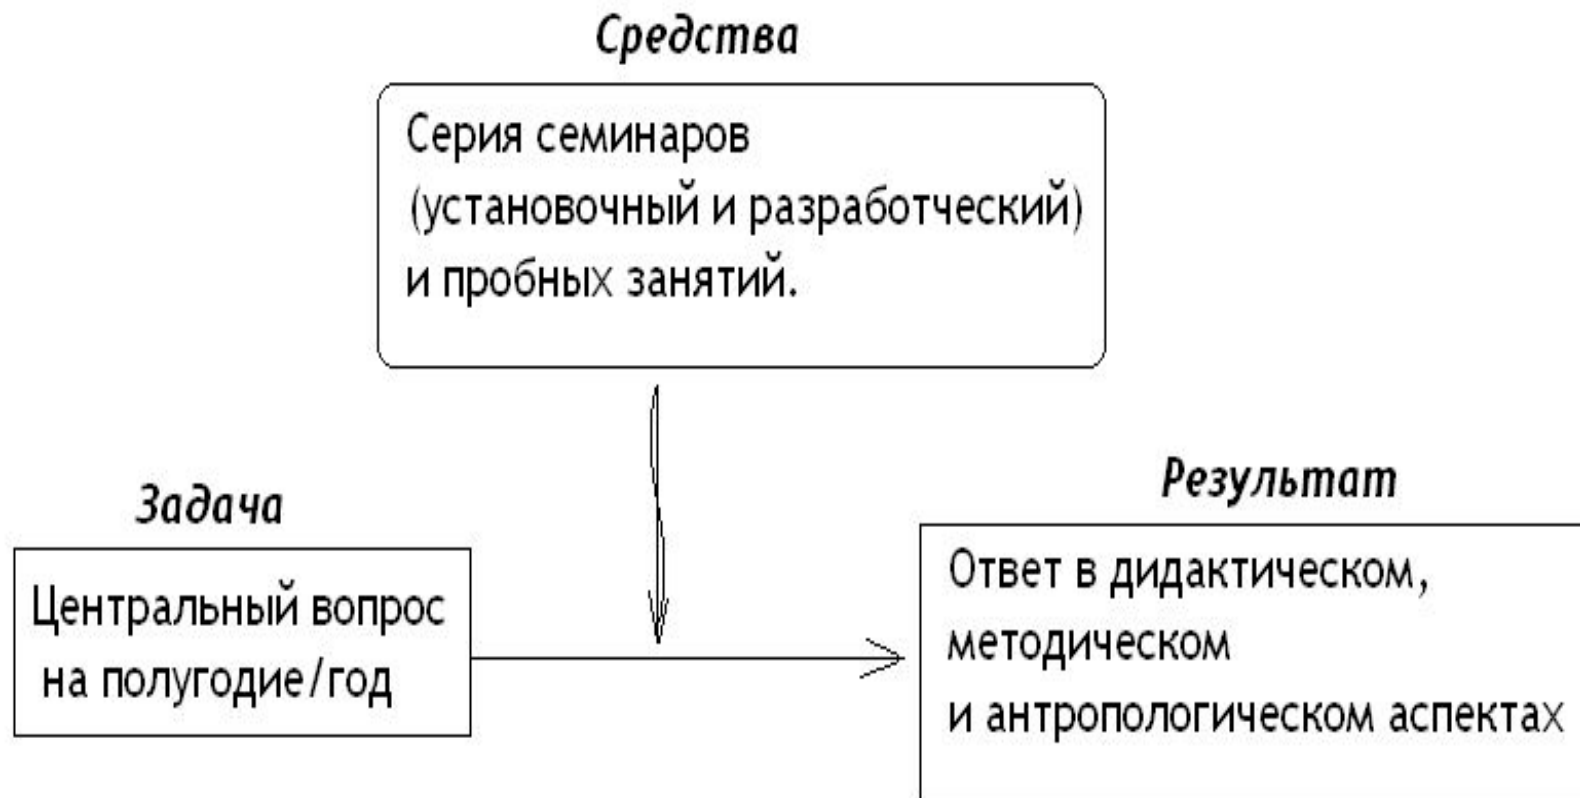 Средства
Серия семинаров
(установочный и разработческий)
и пробных занятий.
Задача
Центральный вопрос
на полугодие/год
Результат
Ответ в дидактическом,
методическом
и антропологическом аспектах